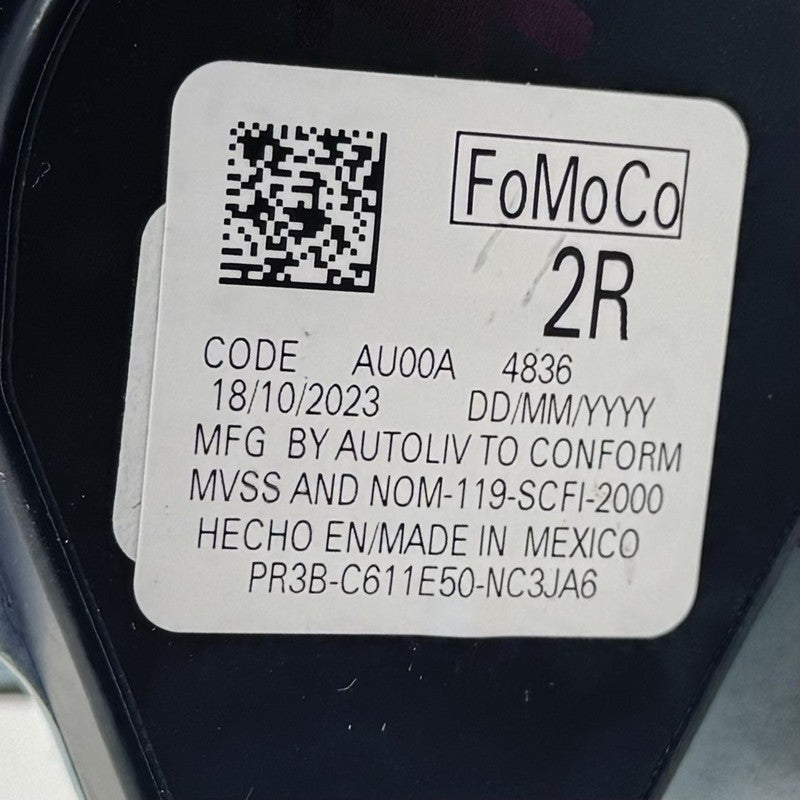 FoMoCo
2R
CODE AU00A 4836
18/10/2023 DD/MM/YYYY
MFG BY AUTOLIV TO CONFORM
MVSS AND NOM-119-SCFI-2000
HECHO EN/MADE IN MEXICO
PR3B-C611E50-NC3JA6